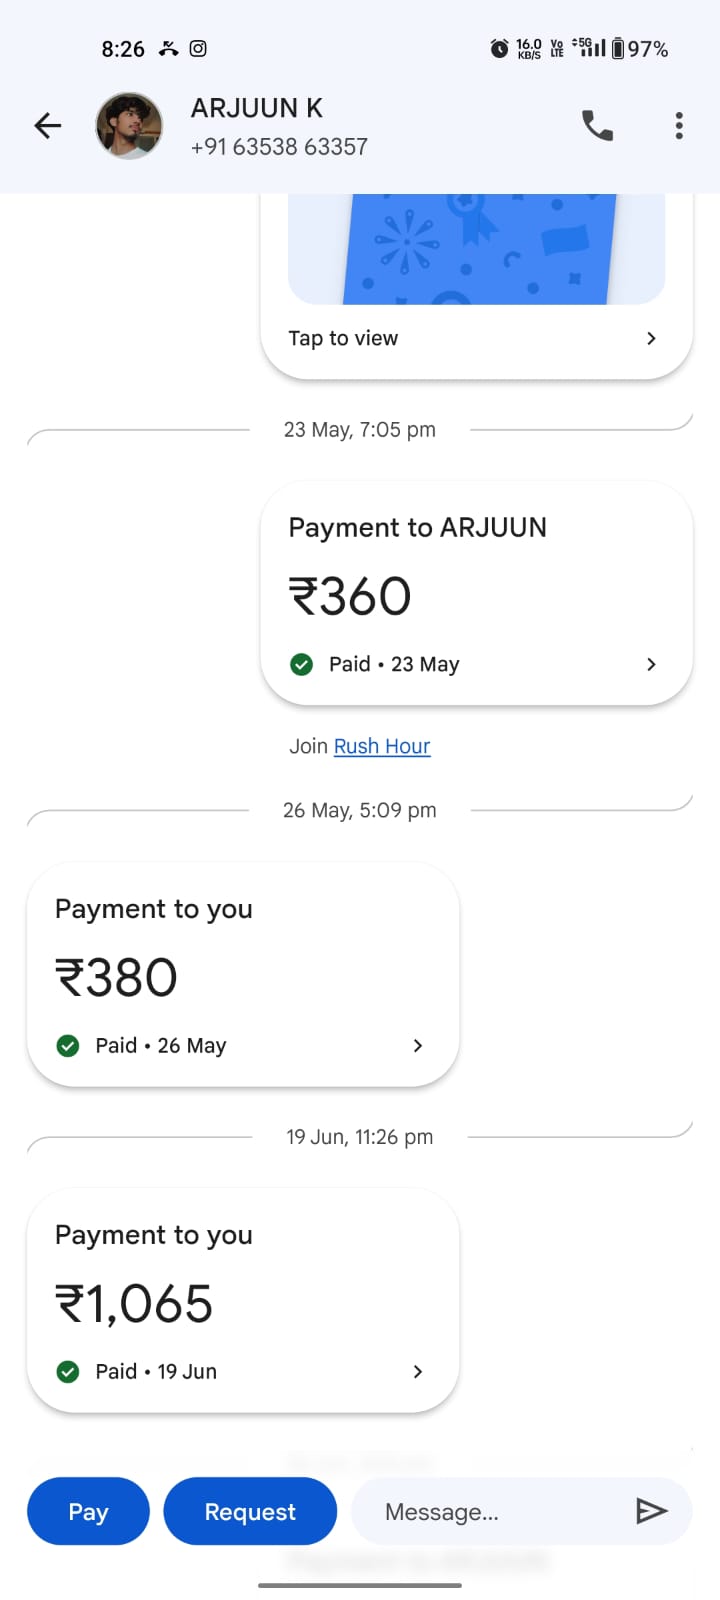 8:26 16.0 KB/S Vo LTE 5G 97%
ARJUUN K
+91 63538 63357
Tap to view
23 May, 7:05 pm
Payment to ARJUUN
₹360
Paid • 23 May
Join Rush Hour
26 May, 5:09 pm
Payment to you
₹380
Paid • 26 May
19 Jun, 11:26 pm
Payment to you
₹1,065
Paid • 19 Jun
Pay Request Message...